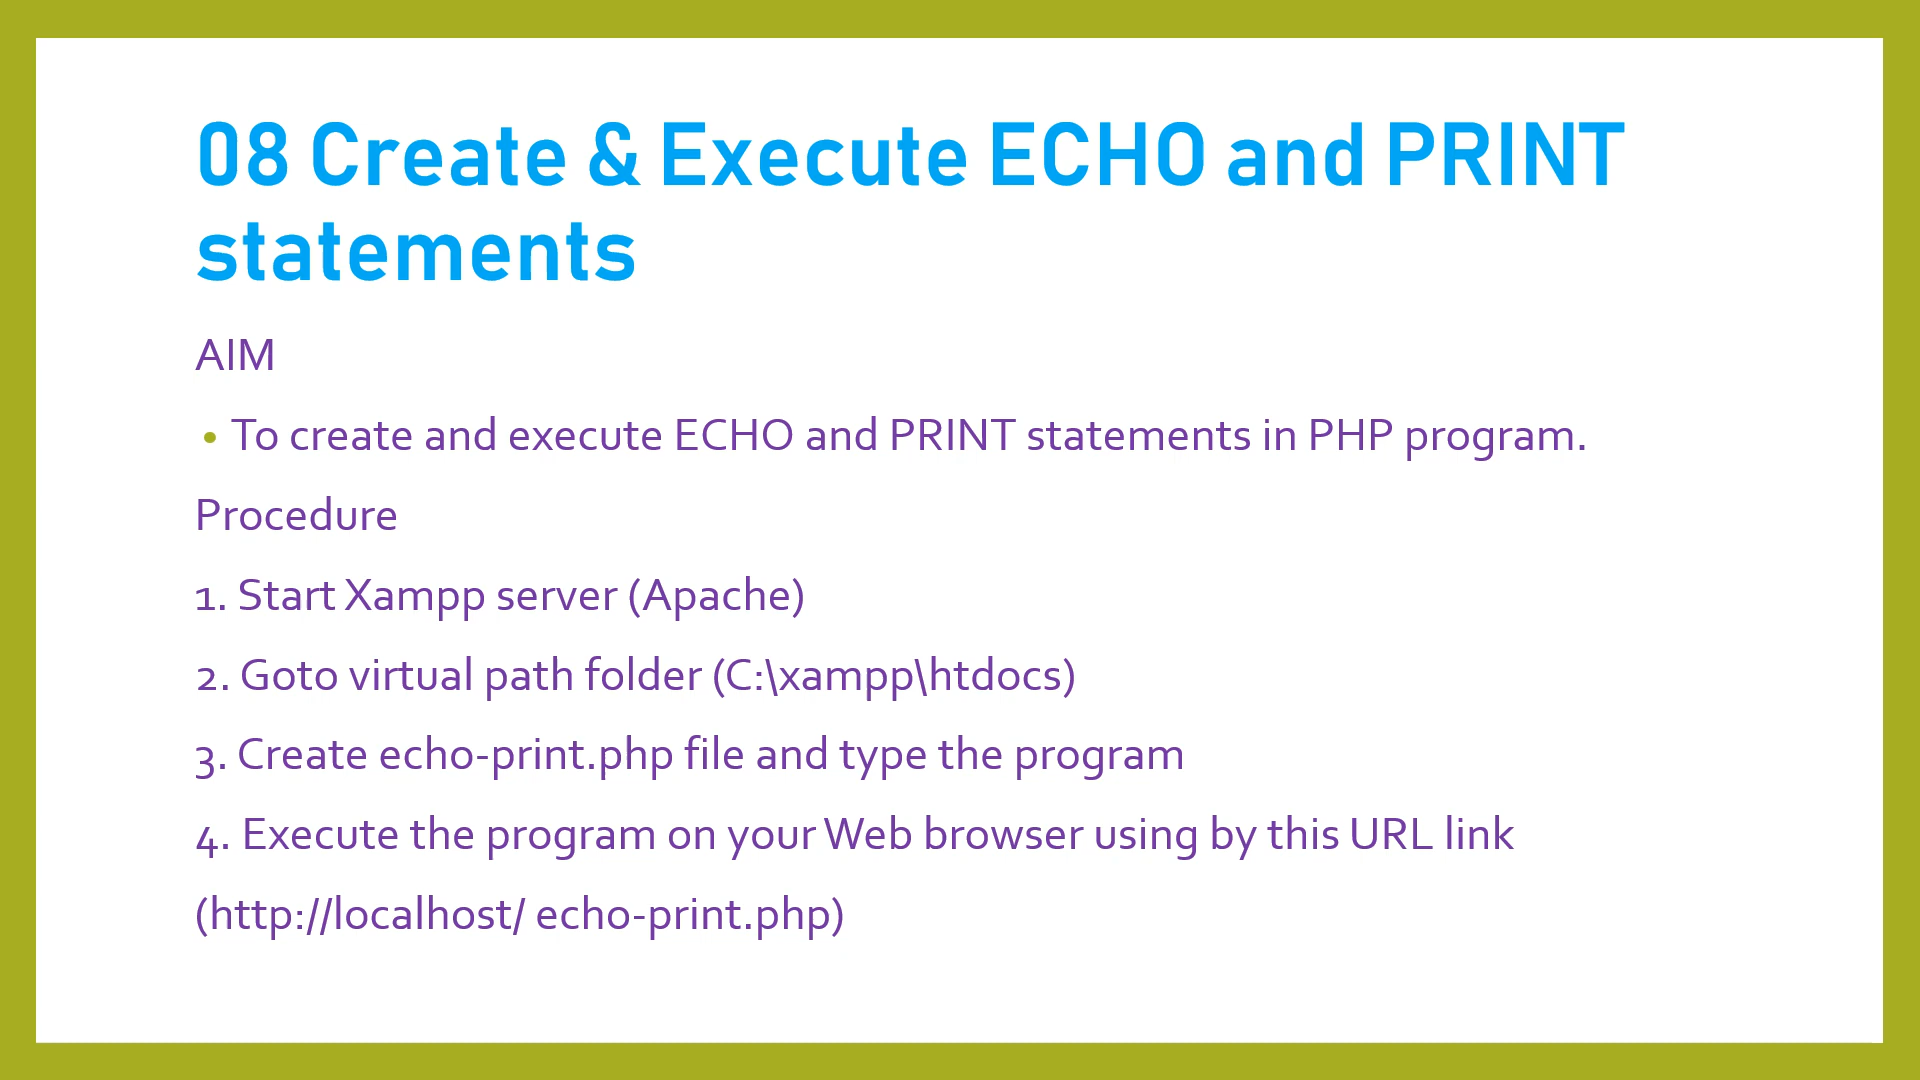 08 Create & Execute ECHO and PRINT
statements
AIM
• To create and execute ECHO and PRINT statements in PHP program.
Procedure
1. Start Xampp server (Apache)
2. Goto virtual path folder (C:\xampp\htdocs)
3. Create echo-print.php file and type the program
4. Execute the program on your Web browser using by this URL link
(http://localhost/ echo-print.php)